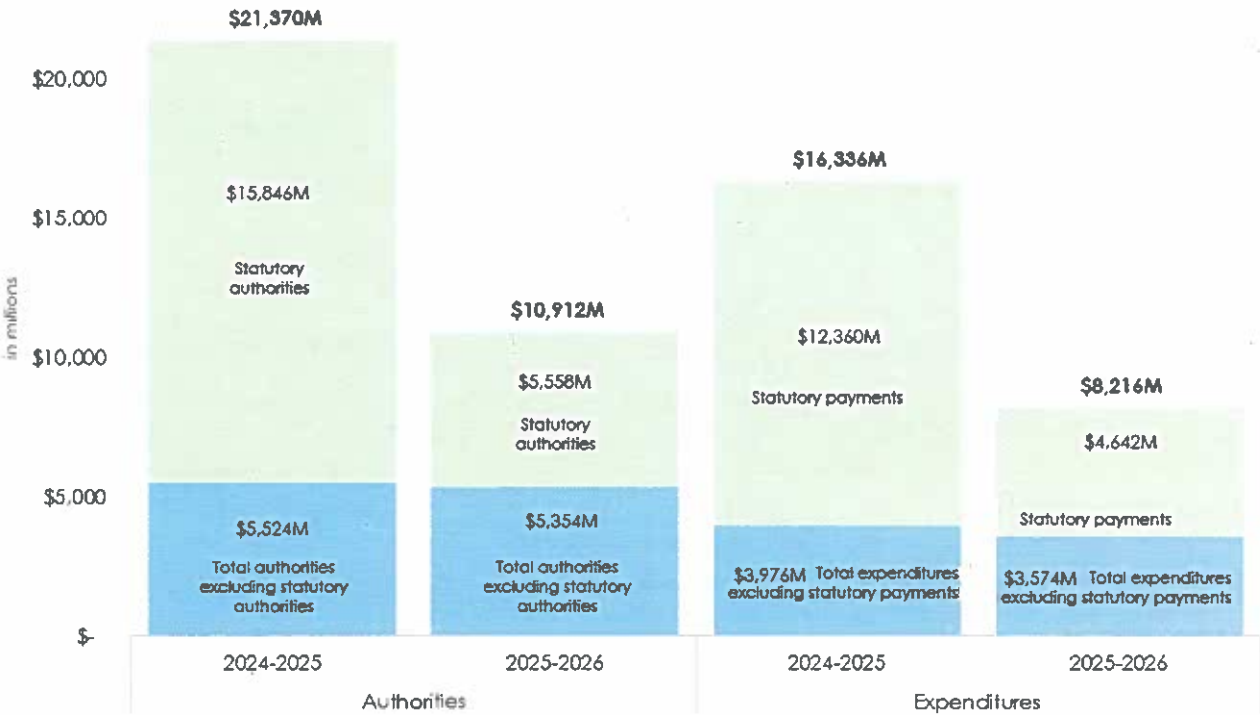 $21,370M
$20,000
$16,336M
$15,846M
$15,000
Statutory
authorities
in millions
$10,912M
$12,360M
$10,000
$5,558M
$8,216M
Statutory payments
Statutory
authorities
$4,642M
$5,000
$5,524M
$5,354M
Statutory payments
Total authorities
excluding statutory
authorities
Total authorities
excluding statutory
authorities
$3,976M Total expenditures
excluding statutory payments
$3,574M Total expenditures
excluding statutory payments
$-
2024-2025
2025-2026
2024-2025
2025-2026
Authorities
Expenditures